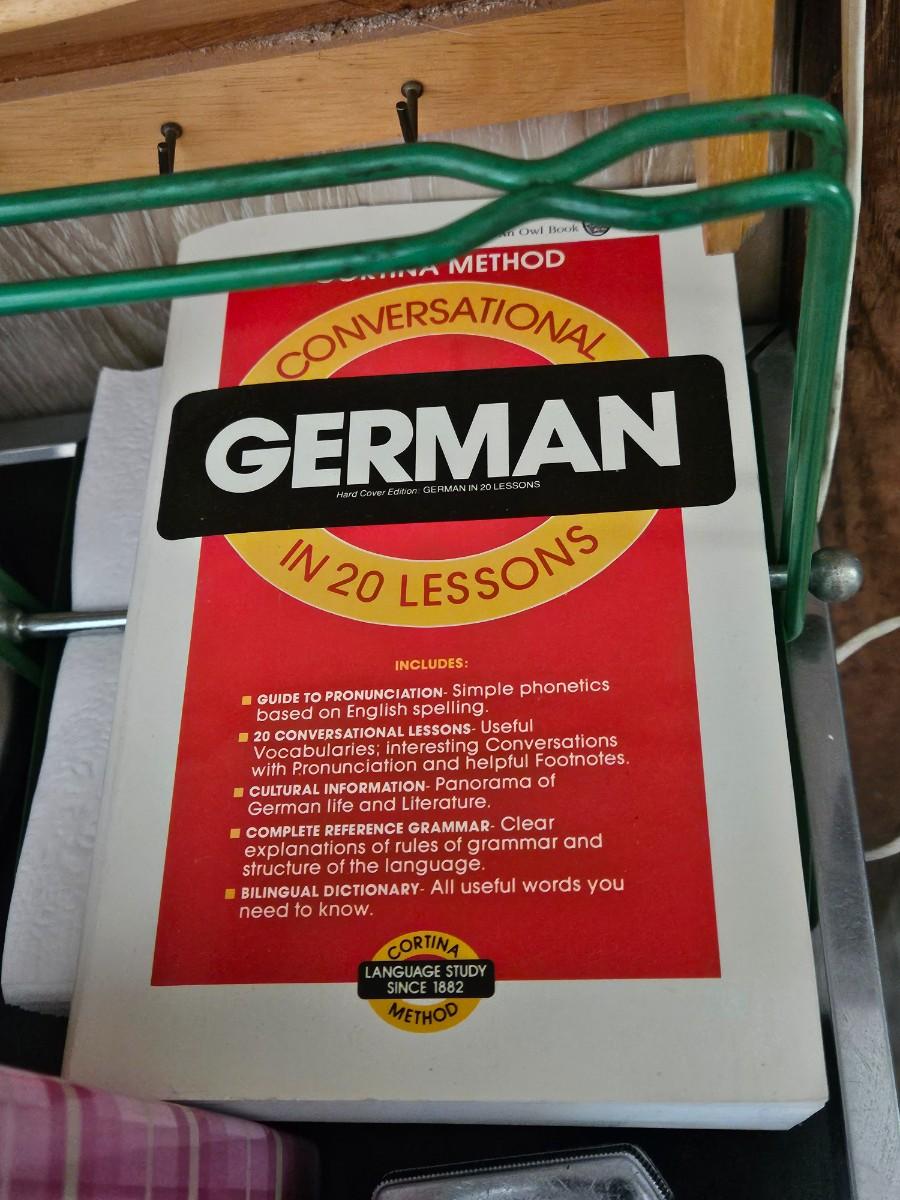 Owl Book
METHOD
CONVERSATIONAL
GERMAN
Hard Cover Edition: GERMAN IN 20 LESSONS
IN 20 LESSONS
INCLUDES:
GUIDE TO PRONUNCIATION- Simple phonetics
based on English spelling.
20 CONVERSATIONAL LESSONS- Useful
Vocabularies; interesting Conversations
with Pronunciation and helpful Footnotes.
CULTURAL INFORMATION- Panorama of
German life and Literature.
COMPLETE REFERENCE GRAMMAR- Clear
explanations of rules of grammar and
structure of the language.
BILINGUAL DICTIONARY- All useful words you
need to know.
CORTINA
LANGUAGE STUDY
SINCE 1882
METHOD